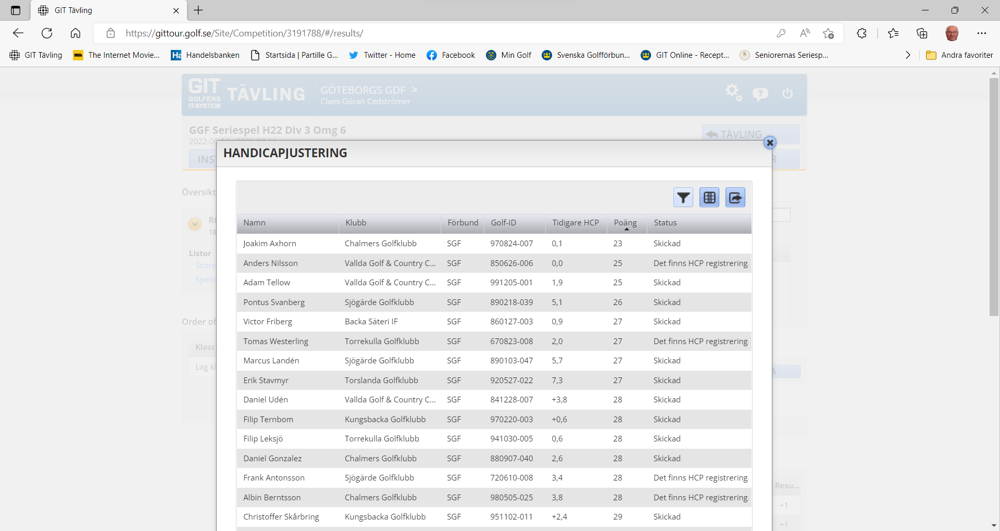 GIT Tävling
https://gittour.golf.se/Site/Competition/3191788/#/results/
GIT Tävling
IMDb The Internet Movie...
Ha Handelsbanken
Startsida | Partille G...
Twitter - Home
Facebook
Min Golf
Svenska Golfförbun...
GIT Online - Recept...
Seniorernas Seriesp...
Andra favoriter
GIT
GOLFENS
IT-SYSTEM
TÄVLING
GÖTEBORGS GDF >
Claes-Göran Cedströmer
GGF Seriespel H22 Div 3 Omg 6
TÄVLING
HANDICAPJUSTERING
Översikt
18
Listor
Score
Spelte
Order of
Klass
Lag kl
Namn Klubb Förbund Golf-ID Tidigare HCP Poäng Status
Joakim Axhorn Chalmers Golfklubb SGF 970824-007 0,1 23 Skickad
Anders Nilsson Vallda Golf & Country C... SGF 850626-006 0,0 25 Det finns HCP registrering
Adam Tellow Vallda Golf & Country C... SGF 991205-001 1,9 25 Skickad
Pontus Svanberg Sjögärde Golfklubb SGF 890218-039 5,1 26 Skickad
Victor Friberg Backa Säteri IF SGF 860127-003 0,9 27 Skickad
Tomas Westerling Torrekulla Golfklubb SGF 670823-008 2,0 27 Det finns HCP registrering
Marcus Landén Sjögärde Golfklubb SGF 890103-047 5,7 27 Skickad
Erik Stavmyr Torslanda Golfklubb SGF 920527-022 7,3 27 Skickad
Daniel Udén Vallda Golf & Country C... SGF 841228-007 +3,8 28 Skickad
Filip Ternbom Kungsbacka Golfklubb SGF 970220-003 +0,6 28 Skickad
Filip Leksjö Torrekulla Golfklubb SGF 941030-005 0,6 28 Skickad
Daniel Gonzalez Chalmers Golfklubb SGF 880907-040 2,6 28 Skickad
Frank Antonsson Sjögärde Golfklubb SGF 720610-008 3,4 28 Det finns HCP registrering
Albin Berntsson Chalmers Golfklubb SGF 980505-025 3,8 28 Det finns HCP registrering
Christoffer Skårbring Kungsbacka Golfklubb SGF 951102-011 +2,4 29 Skickad
Resu...
+1
+1